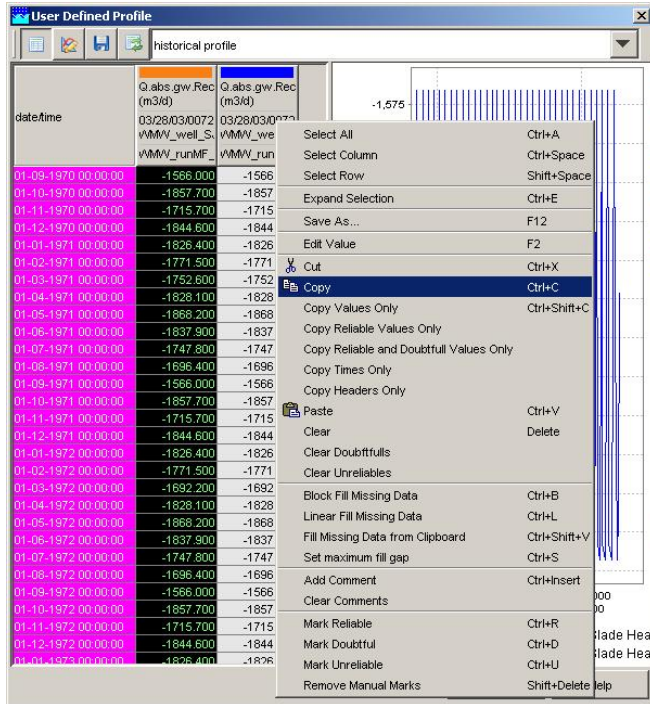 User Defined Profile
historical profile
date/time
Q.abs.gw.Rec Q.abs.gw.Rec
(m3/d) (m3/d)
03/28/03/0072 03/28/03/0072
WMW_well_S WMW_we
WMW_runMF_ WMW_run
-1,575
01-09-1970 00:00:00 -1566.000 -1566
01-10-1970 00:00:00 -1857.700 -1857
01-11-1970 00:00:00 -1715.700 -1715
01-12-1970 00:00:00 -1844.600 -1844
01-01-1971 00:00:00 -1826.400 -1826
01-02-1971 00:00:00 -1771.500 -1771
01-03-1971 00:00:00 -1752.600 -1752
01-04-1971 00:00:00 -1828.100 -1828
01-05-1971 00:00:00 -1868.200 -1868
01-06-1971 00:00:00 -1837.900 -1837
01-07-1971 00:00:00 -1747.800 -1747
01-08-1971 00:00:00 -1696.400 -1696
01-09-1971 00:00:00 -1566.000 -1566
01-10-1971 00:00:00 -1857.700 -1857
01-11-1971 00:00:00 -1715.700 -1715
01-12-1971 00:00:00 -1844.600 -1844
01-01-1972 00:00:00 -1826.400 -1826
01-02-1972 00:00:00 -1771.500 -1771
01-03-1972 00:00:00 -1692.200 -1692
01-04-1972 00:00:00 -1828.100 -1828
01-05-1972 00:00:00 -1868.200 -1868
01-06-1972 00:00:00 -1837.900 -1837
01-07-1972 00:00:00 -1747.800 -1747
01-08-1972 00:00:00 -1696.400 -1696
01-09-1972 00:00:00 -1566.000 -1566
01-10-1972 00:00:00 -1857.700 -1857
01-11-1972 00:00:00 -1715.700 -1715
01-12-1972 00:00:00 -1844.600 -1844
01-01-1973 00:00:00 -1826.400 -1826
Select All Ctrl+A
Select Column Ctrl+Space
Select Row Shift+Space
Expand Selection Ctrl+E
Save As... F12
Edit Value F2
Cut Ctrl+X
Copy Ctrl+C
Copy Values Only Ctrl+Shift+C
Copy Reliable Values Only
Copy Reliable and Doubtfull Values Only
Copy Times Only
Copy Headers Only
Paste Ctrl+V
Clear Delete
Clear Doubftfulls
Clear Unreliables
Block Fill Missing Data Ctrl+B
Linear Fill Missing Data Ctrl+L
Fill Missing Data from Clipboard Ctrl+Shift+V
Set maximum fill gap Ctrl+S
Add Comment Ctrl+Insert
Clear Comments
Mark Reliable Ctrl+R
Mark Doubtful Ctrl+D
Mark Unreliable Ctrl+U
Remove Manual Marks Shift+Delete
Blade Hea
Blade Hea
Help